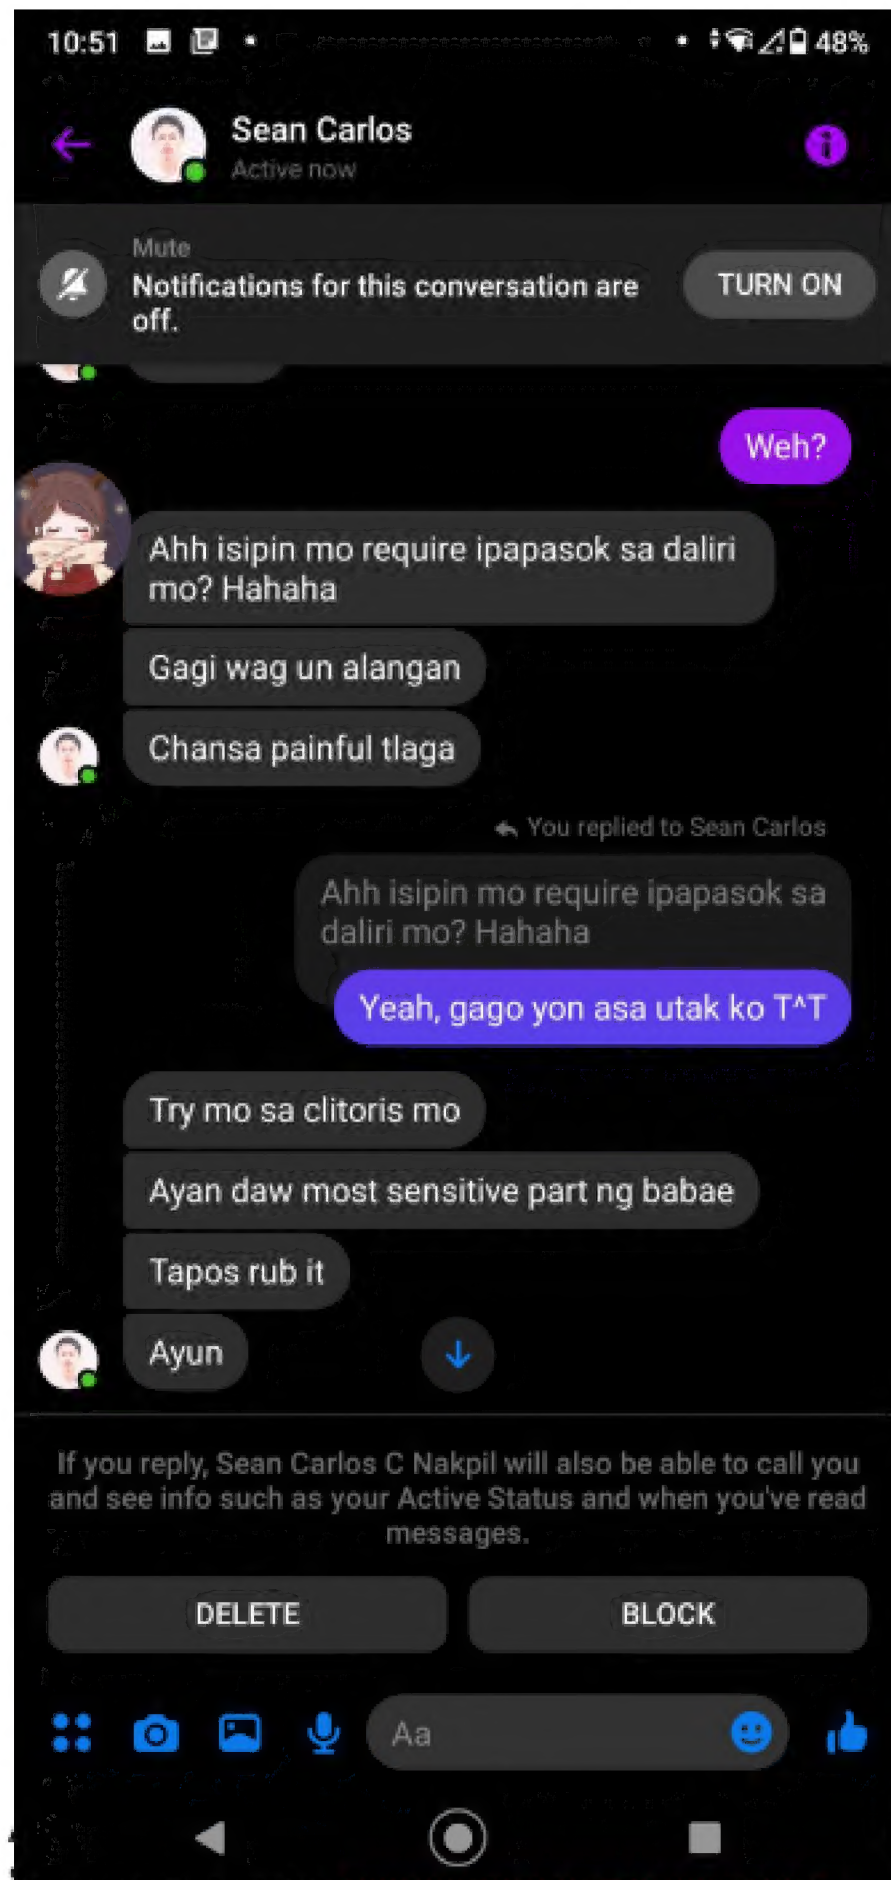 10:51
48%
Sean Carlos
Active now
Mute
Notifications for this conversation are
off.
TURN ON
Weh?
Ahh isipin mo require ipapasok sa daliri
mo? Hahaha
Gagi wag un alangan
Chansa painful tlaga
You replied to Sean Carlos
Ahh isipin mo require ipapasok sa
daliri mo? Hahaha
Yeah, gago yon asa utak ko T^T
Try mo sa clitoris mo
Ayan daw most sensitive part ng babae
Tapos rub it
Ayun
If you reply, Sean Carlos C Nakpil will also be able to call you
and see info such as your Active Status and when you've read
messages.
DELETE
BLOCK
Aa